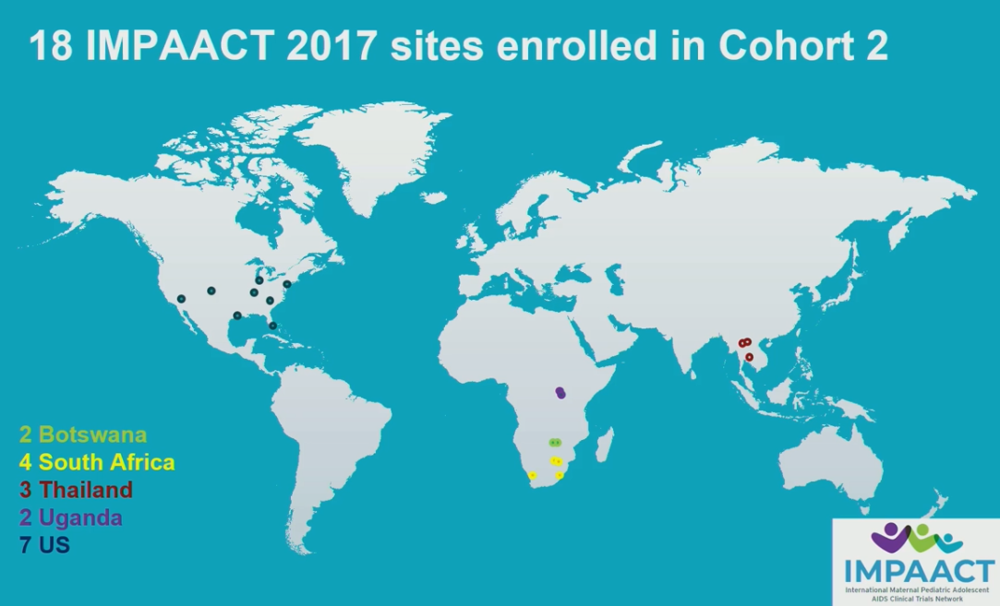 18 IMPAACT 2017 sites enrolled in Cohort 2
2 Botswana
4 South Africa
3 Thailand
2 Uganda
7 US
IMPAACT
International Maternal Pediatric Adolescent
AIDS Clinical Trials Network